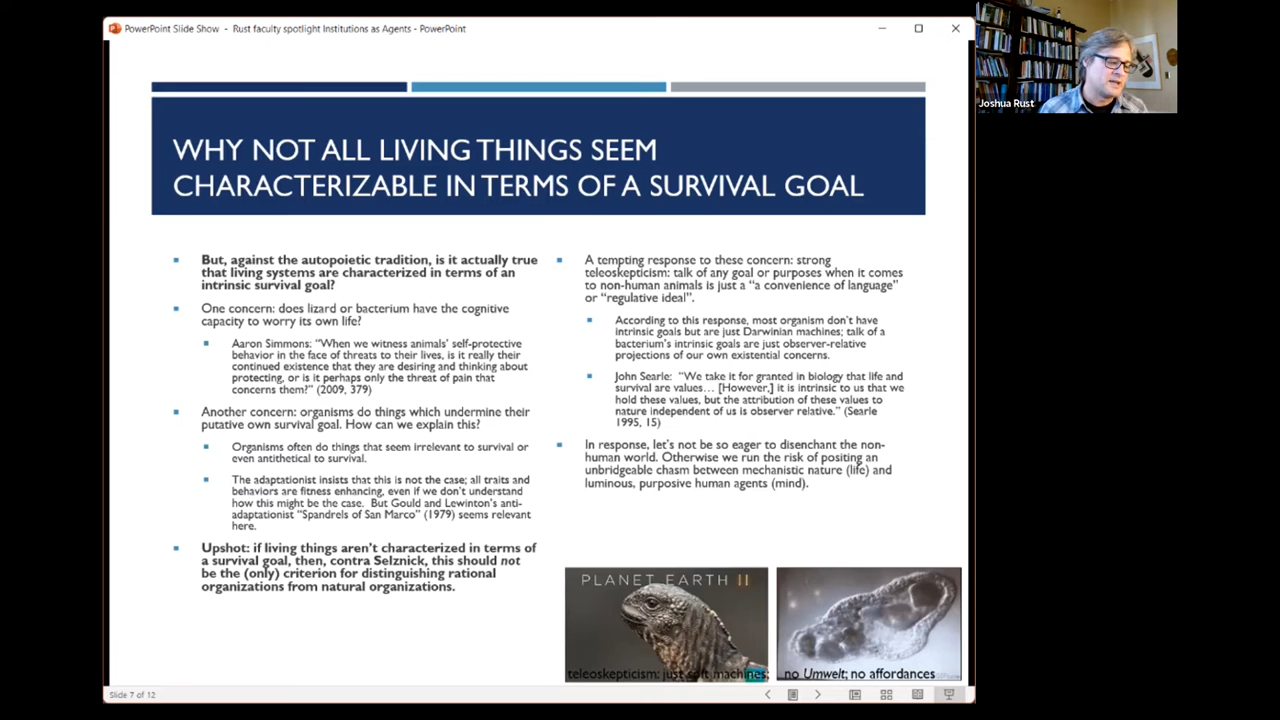 PowerPoint Slide Show - Rust faculty spotlight Institutions as Agents - PowerPoint
Joshua Rust
WHY NOT ALL LIVING THINGS SEEM
CHARACTERIZABLE IN TERMS OF A SURVIVAL GOAL
But, against the autopoietic tradition, is it actually true
that living systems are characterized in terms of an
intrinsic survival goal?
One concern: does lizard or bacterium have the cognitive
capacity to worry its own life?
Aaron Simmons: “When we witness animals’ self-protective
behavior in the face of threats to their lives, is it really their
continued existence that they are desiring and thinking about
protecting, or is it perhaps only the threat of pain that
concerns them?” (2009, 379)
Another concern: organisms do things which undermine their
putative own survival goal. How can we explain this?
Organisms often do things that seem irrelevant to survival or
even antithetical to survival.
The adaptationist insists that this is not the case; all traits and
behaviors are fitness enhancing, even if we don’t understand
how this might be the case. But Gould and Lewinton’s anti-
adaptationist “Spandrels of San Marco” (1979) seems relevant
here.
Upshot: if living things aren’t characterized in terms of
a survival goal, then, contra Selznick, this should not
be the (only) criterion for distinguishing rational
organizations from natural organizations.
A tempting response to these concern: strong
teleoskepticism: talk of any goal or purposes when it comes
to non-human animals is just a “a convenience of language”
or “regulative ideal”.
According to this response, most organism don’t have
intrinsic goals but are just Darwinian machines; talk of a
bacterium’s intrinsic goals are just observer-relative
projections of our own existential concerns.
John Searle: “We take it for granted in biology that life and
survival are values… [However,] it is intrinsic to us that we
hold these values, but the attribution of these values to
nature independent of us is observer relative.” (Searle
1995, 15)
In response, let’s not be so eager to disenchant the non-
human world. Otherwise we run the risk of positing an
unbridgeable chasm between mechanistic nature (life) and
luminous, purposive human agents (mind).
PLANET EARTH II
teleoskepticism: just soft machines; no Umwelt; no affordances
Slide 7 of 12